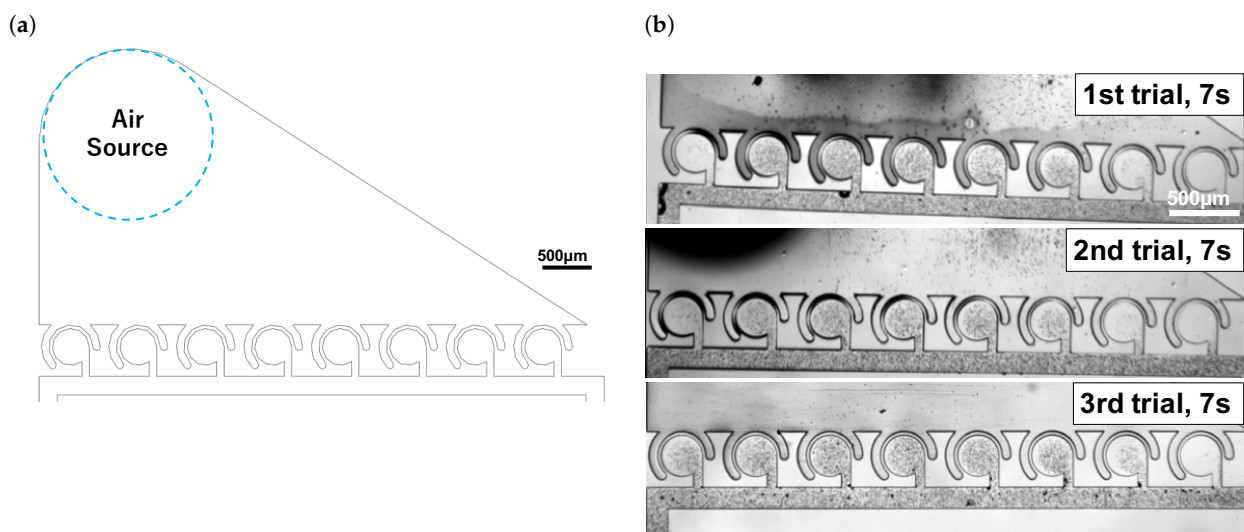 (a)
Air
Source
500µm
(b)
1st trial, 7s
500µm
2nd trial, 7s
3rd trial, 7s